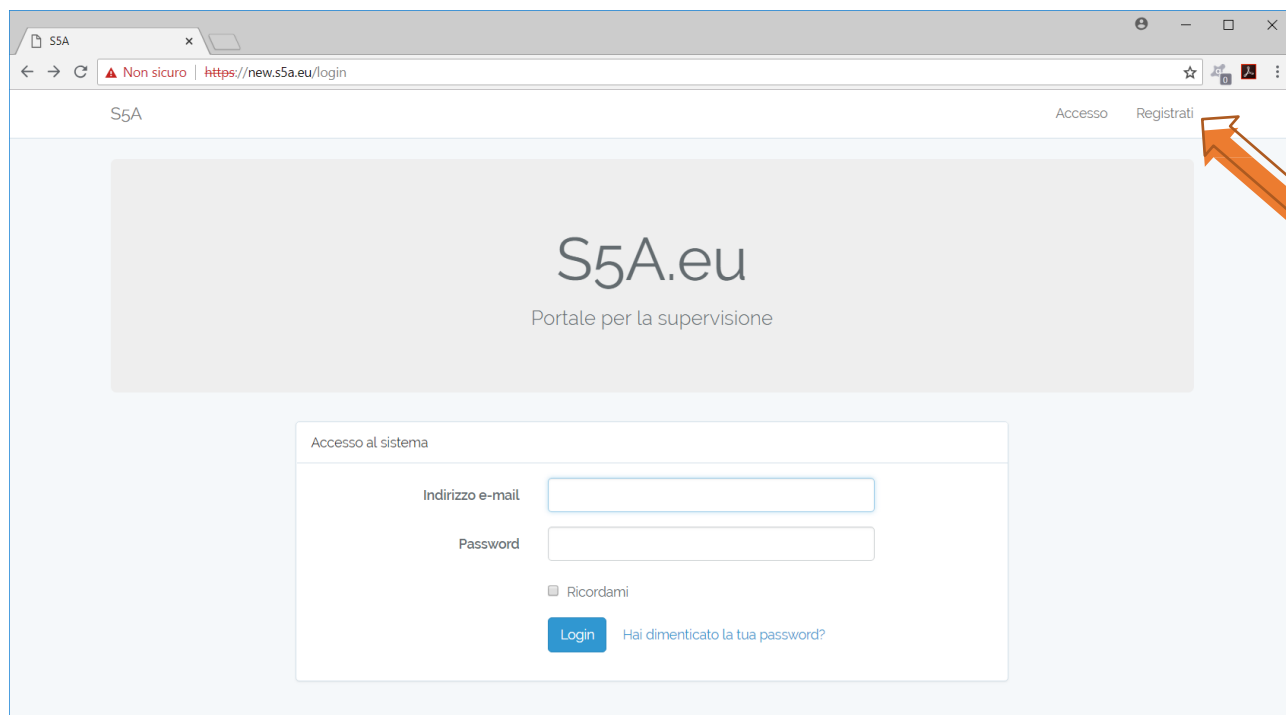 S5A
Non sicuro https://new.s5a.eu/login
0
S5A Accesso Registrati
S5A.eu
Portale per la supervisione
Accesso al sistema
Indirizzo e-mail
Password
Ricordami
Login Hai dimenticato la tua password?